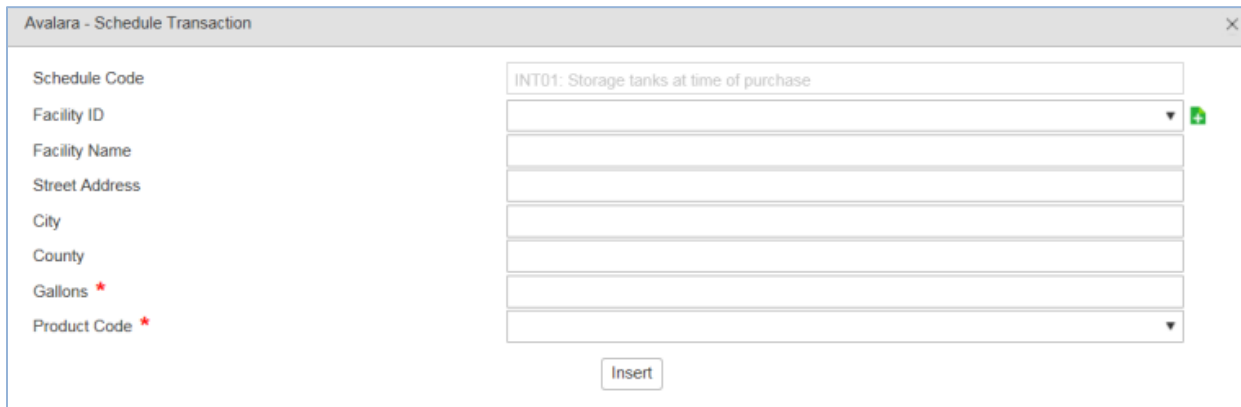 Avalara - Schedule Transaction
Schedule Code INT01: Storage tanks at time of purchase
Facility ID
Facility Name
Street Address
City
County
Gallons *
Product Code *
Insert